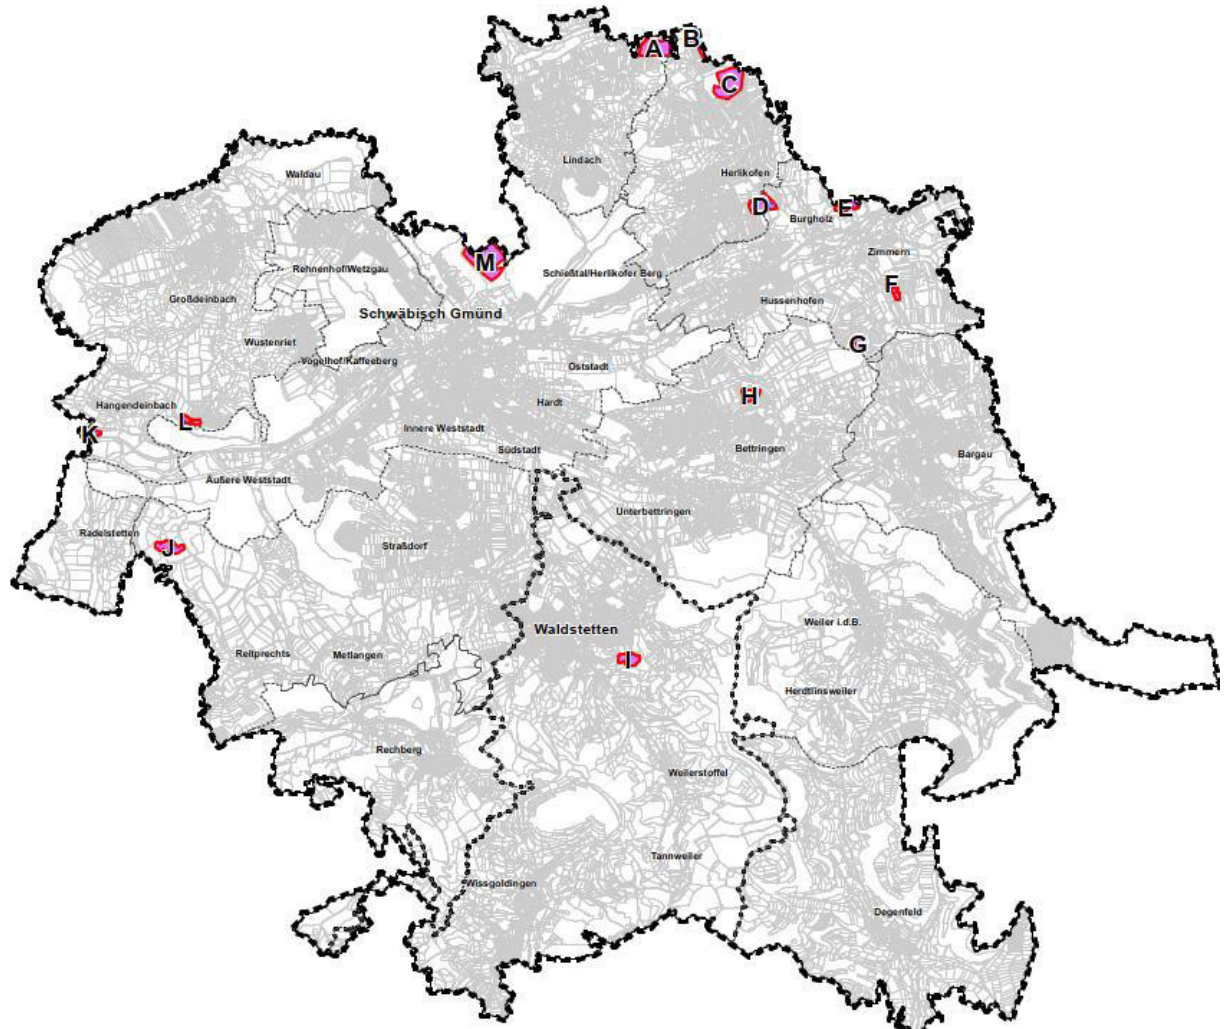 B
A
C
Lindach
Waldau
Herlikofen
D
E
Burgholz
Zimmern
M
Rehnenhof/Wetzgau
Schießtal/Herlikofer Berg
F
Großdeinbach
Hussenhofen
Schwäbisch Gmünd
Wüstenriet
G
Vogelhof/Kaffeeberg
Oststadt
H
Hangendeinbach
Hardt
L
Innere Weststadt
K
Südstadt
Bettringen
Bargau
Äußere Weststadt
Unterbettringen
Radelstetten
J
Straßdorf
Weiler i.d.B.
Waldstetten
Reitprechts
Metlangen
I
Herdtlinsweiler
Rechberg
Weilerstoffel
Tannweiler
Wissgoldingen
Degenfeld